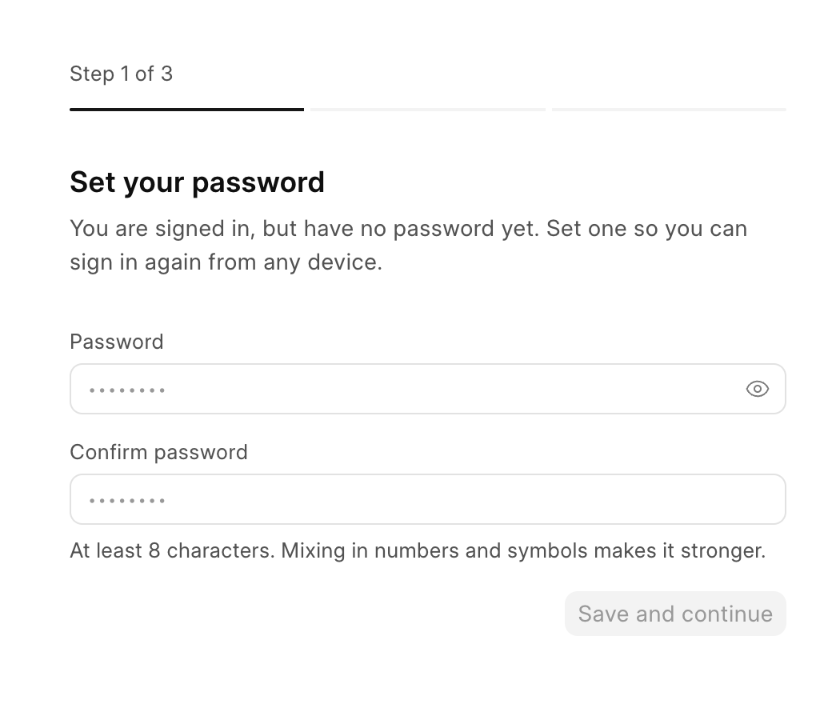 Step 1 of 3
Set your password
You are signed in, but have no password yet. Set one so you can
sign in again from any device.
Password
••••••••
Confirm password
••••••••
At least 8 characters. Mixing in numbers and symbols makes it stronger.
Save and continue